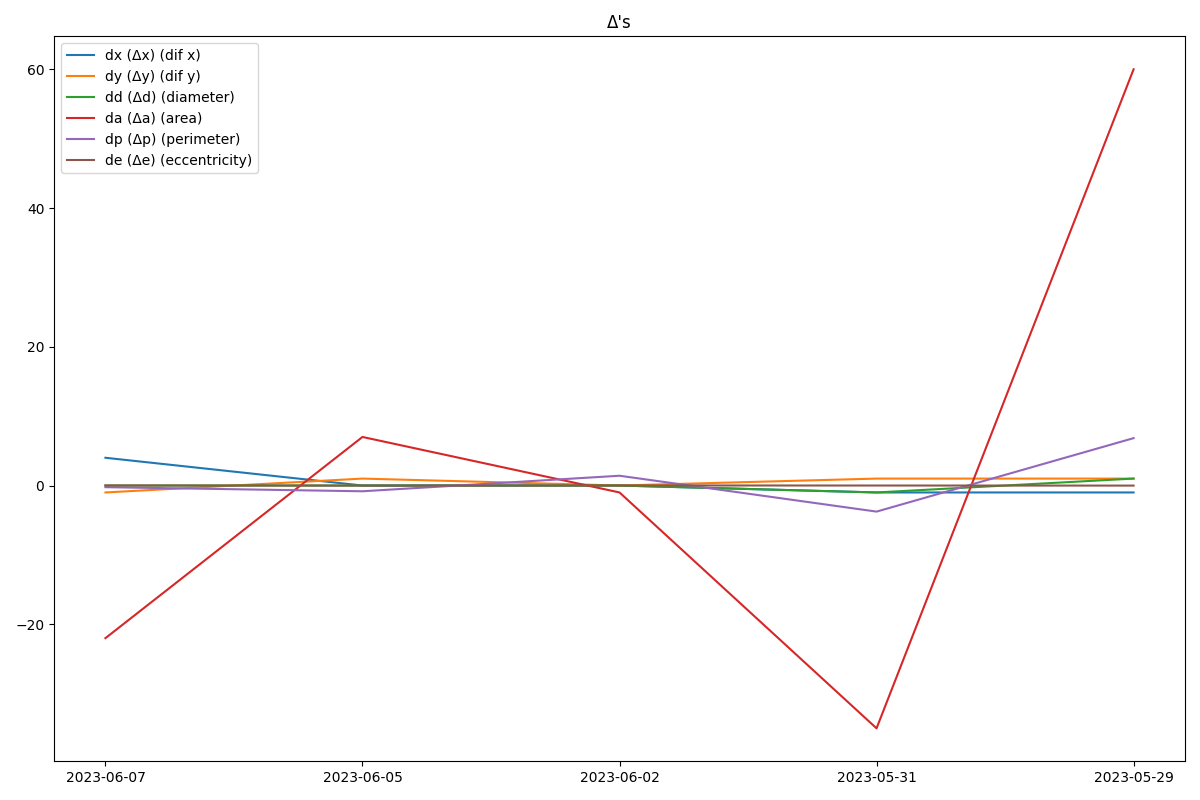 Δ's
dx (Δx) (dif x)
dy (Δy) (dif y)
dd (Δd) (diameter)
da (Δa) (area)
dp (Δp) (perimeter)
de (Δe) (eccentricity)
60
40
20
0
−20
2023-06-07 2023-06-05 2023-06-02 2023-05-31 2023-05-29